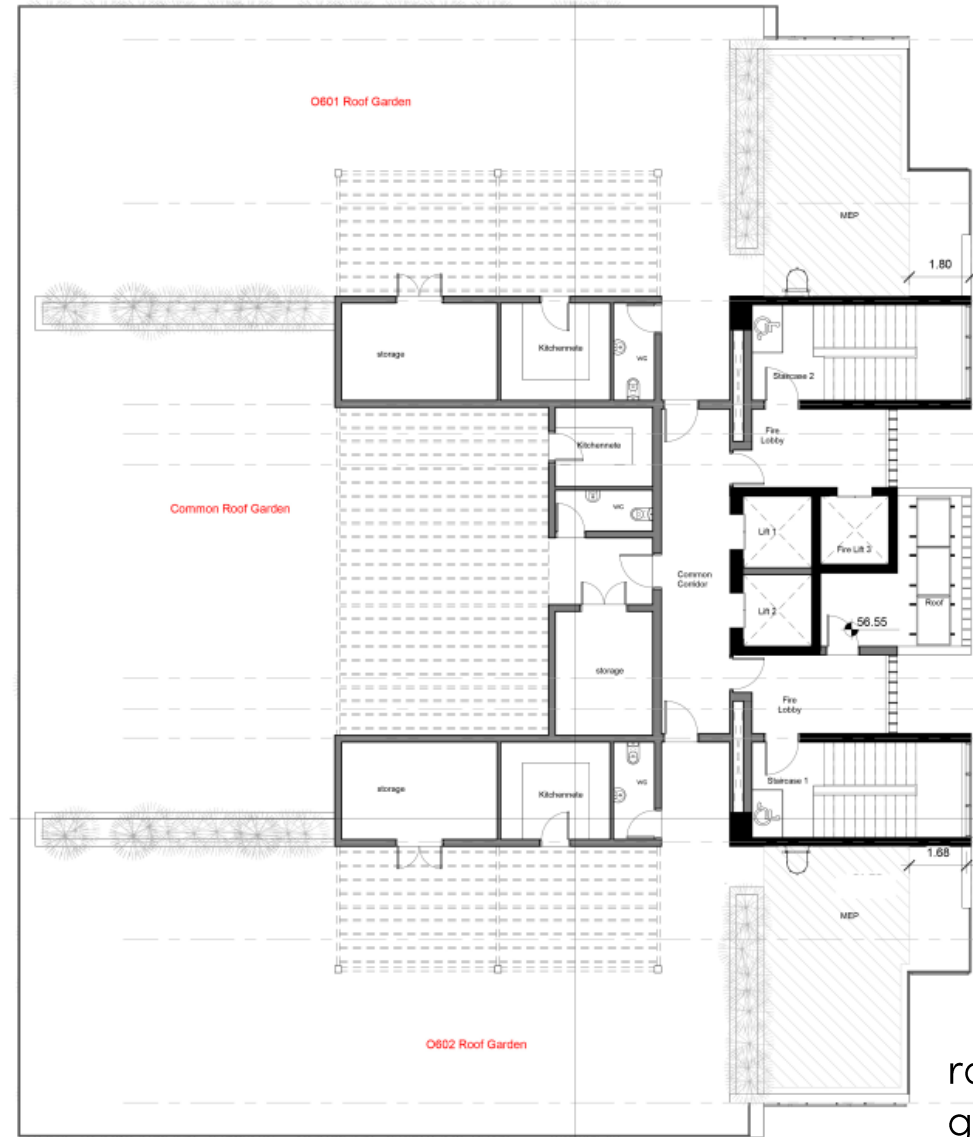 O601 Roof Garden
MEP
1.80
storage
Kitchennete
WC
Staircase 2
Kitchennete
Fire
Lobby
WC
Common Roof Garden
Lift 1
Fire Lift 3
Common
Corridor
Lift 2
Roof
56.55
storage
Fire
Lobby
storage
Kitchennete
WC
Staircase 1
1.68
MEP
O602 Roof Garden